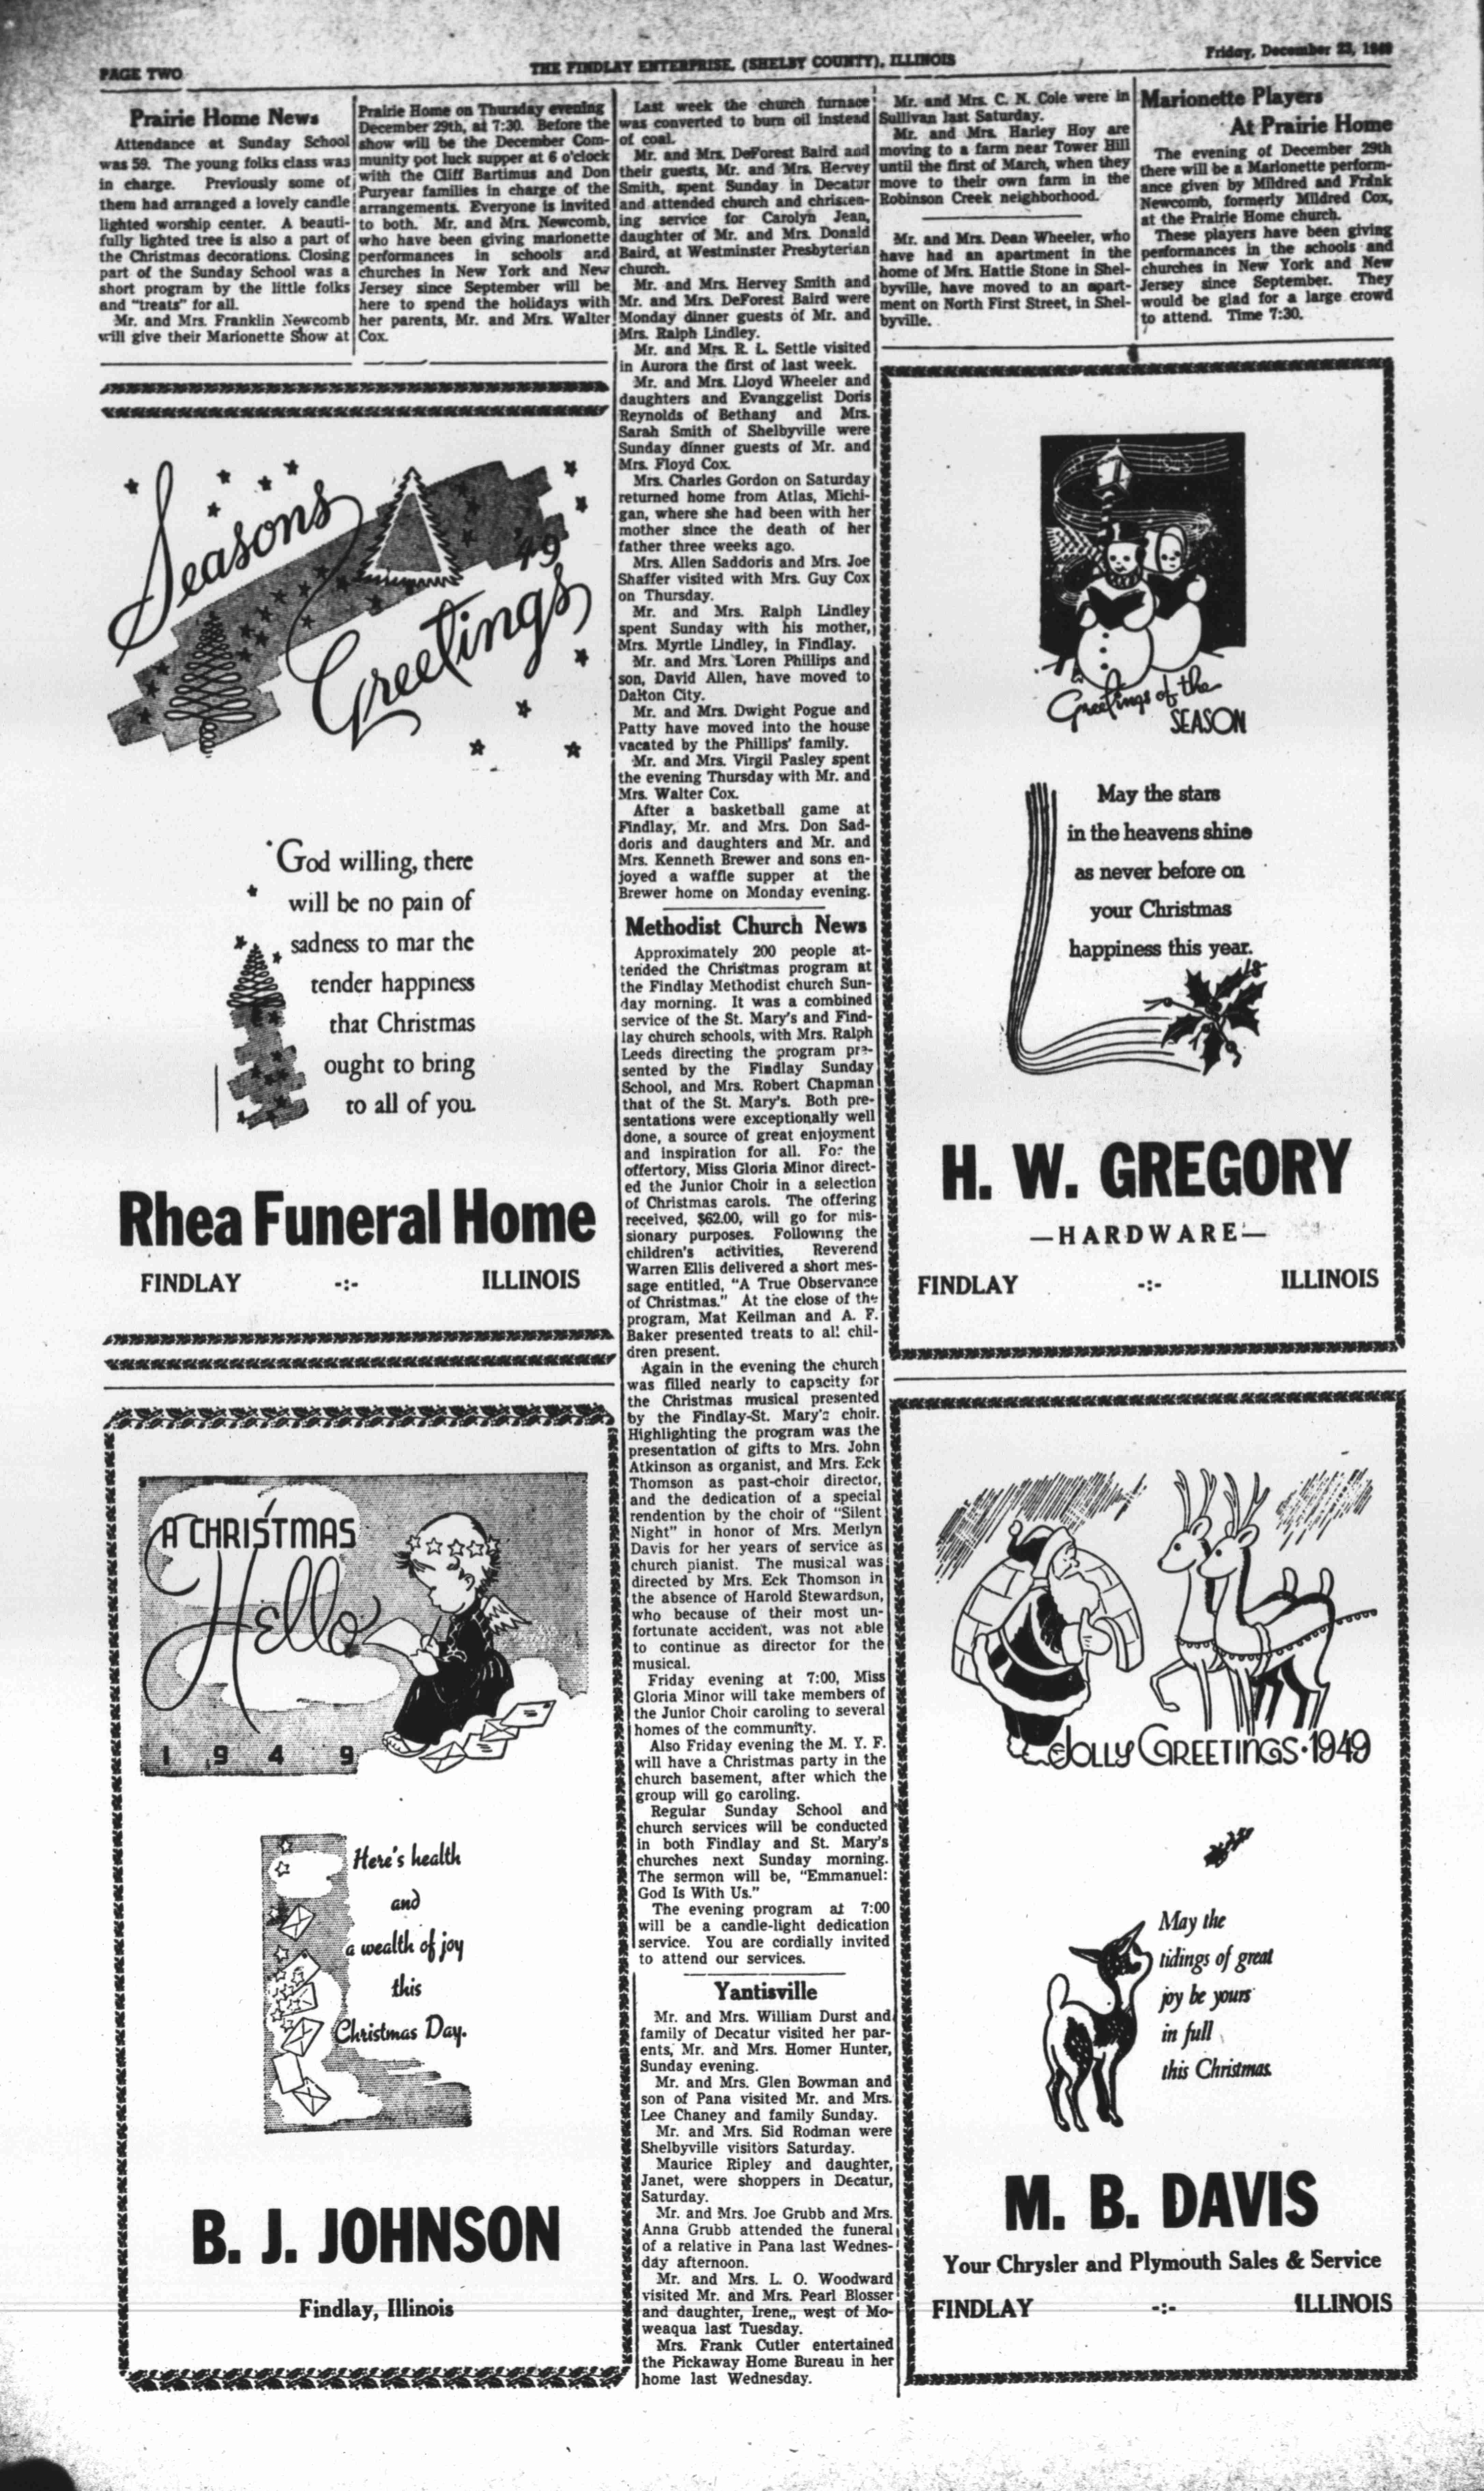 PAGE TWO
THE FINDLAY ENTERPRISE, (SHELBY COUNTY), ILLINOIS
Friday, December 23, 1949
Prairie Home News
Attendance at Sunday School
was 59. The young folks class was
in charge. Previously some of
them had arranged a lovely candle
lighted worship center. A beauti-
fully lighted tree is also a part of
the Christmas decorations. Closing
part of the Sunday School was a
short program by the little folks
and "treats" for all.
Mr. and Mrs. Franklin Newcomb
will give their Marionette Show at
Prairie Home on Thursday evening
December 29th, at 7:30. Before the
show will be the December Com-
munity pot luck supper at 6 o'clock
with the Cliff Bartimus and Don
Puryear families in charge of the
arrangements. Everyone is invited
to both. Mr. and Mrs. Newcomb,
who have been giving marionette
performances in schools and
churches in New York and New
Jersey since September will be
here to spend the holidays with
her parents, Mr. and Mrs. Walter
Cox.
Last week the church furnace
was converted to burn oil instead
of coal.
Mr. and Mrs. DeForest Baird and
their guests, Mr. and Mrs. Hervey
Smith, spent Sunday in Decatur
and attended church and christen-
ing service for Carolyn Jean,
daughter of Mr. and Mrs. Donald
Baird, at Westminster Presbyterian
church.
Mr. and Mrs. Hervey Smith and
Mr. and Mrs. DeForest Baird were
Monday dinner guests of Mr. and
Mrs. Ralph Lindley.
Mr. and Mrs. R. L. Settle visited
in Aurora the first of last week.
Mr. and Mrs. Lloyd Wheeler and
daughters and Evanggelist Doris
Reynolds of Bethany and Mrs.
Sarah Smith of Shelbyville were
Sunday dinner guests of Mr. and
Mrs. Floyd Cox.
Mrs. Charles Gordon on Saturday
returned home from Atlas, Michi-
gan, where she had been with her
mother since the death of her
father three weeks ago.
Mrs. Allen Saddoris and Mrs. Joe
Shaffer visited with Mrs. Guy Cox
on Thursday.
Mr. and Mrs. Ralph Lindley
spent Sunday with his mother,
Mrs. Myrtle Lindley, in Findlay.
Mr. and Mrs. Loren Phillips and
son, David Allen, have moved to
Dalton City.
Mr. and Mrs. Dwight Pogue and
Patty have moved into the house
vacated by the Phillips' family.
Mr. and Mrs. Virgil Pasley spent
the evening Thursday with Mr. and
Mrs. Walter Cox.
After a basketball game at
Findlay, Mr. and Mrs. Don Sad-
doris and daughters and Mr. and
Mrs. Kenneth Brewer and sons en-
joyed a waffle supper at the
Brewer home on Monday evening.
Methodist Church News
Approximately 200 people at-
tended the Christmas program at
the Findlay Methodist church Sun-
day morning. It was a combined
service of the St. Mary's and Find-
lay church schools, with Mrs. Ralph
Leeds directing the program pre-
sented by the Findlay Sunday
School, and Mrs. Robert Chapman
that of the St. Mary's. Both pre-
sentations were exceptionally well
done, a source of great enjoyment
and inspiration for all. For the
offertory, Miss Gloria Minor direct-
ed the Junior Choir in a selection
of Christmas carols. The offering
received, $62.00, will go for mis-
sionary purposes. Following the
children's activities, Reverend
Warren Ellis delivered a short mes-
sage entitled, "A True Observance
of Christmas." At the close of the
program, Mat Keilman and A. F.
Baker presented treats to all chil-
dren present.
Again in the evening the church
was filled nearly to capacity for
the Christmas musical presented
by the Findlay-St. Mary's choir.
Highlighting the program was the
presentation of gifts to Mrs. John
Atkinson as organist, and Mrs. Eck
Thomson as past-choir director,
and the dedication of a special
rendention by the choir of "Silent
Night" in honor of Mrs. Merlyn
Davis for her years of service as
church pianist. The musical was
directed by Mrs. Eck Thomson in
the absence of Harold Stewardson,
who because of their most un-
fortunate accident, was not able
to continue as director for the
musical.
Friday evening at 7:00, Miss
Gloria Minor will take members of
the Junior Choir caroling to several
homes of the community.
Also Friday evening the M. Y. F.
will have a Christmas party in the
church basement, after which the
group will go caroling.
Regular Sunday School and
church services will be conducted
in both Findlay and St. Mary's
churches next Sunday morning.
The sermon will be, "Emmanuel:
God Is With Us."
The evening program at 7:00
will be a candle-light dedication
service. You are cordially invited
to attend our services.
Yantisville
Mr. and Mrs. William Durst and
family of Decatur visited her par-
ents, Mr. and Mrs. Homer Hunter,
Sunday evening.
Mr. and Mrs. Glen Bowman and
son of Pana visited Mr. and Mrs.
Lee Chaney and family Sunday.
Mr. and Mrs. Sid Rodman were
Shelbyville visitors Saturday.
Maurice Ripley and daughter,
Janet, were shoppers in Decatur,
Saturday.
Mr. and Mrs. Joe Grubb and Mrs.
Anna Grubb attended the funeral
of a relative in Pana last Wednes-
day afternoon.
Mr. and Mrs. L. O. Woodward
visited Mr. and Mrs. Pearl Blosser
and daughter, Irene,, west of Mo-
weaqua last Tuesday.
Mrs. Frank Cutler entertained
the Pickaway Home Bureau in her
home last Wednesday.
Mr. and Mrs. C. N. Cole were in
Sullivan last Saturday.
Mr. and Mrs. Harley Hoy are
moving to a farm near Tower Hill
until the first of March, when they
move to their own farm in the
Robinson Creek neighborhood.
Mr. and Mrs. Dean Wheeler, who
have had an apartment in the
home of Mrs. Hattie Stone in Shel-
byville, have moved to an apart-
ment on North First Street, in Shel-
byville.
Marionette Players
At Prairie Home
The evening of December 29th
there will be a Marionette perform-
ance given by Mildred and Frank
Newcomb, formerly Mildred Cox,
at the Prairie Home church.
These players have been giving
performances in the schools and
churches in New York and New
Jersey since September. They
would be glad for a large crowd
to attend. Time 7:30.
Seasons
'49
Greetings
God willing, there
will be no pain of
sadness to mar the
tender happiness
that Christmas
ought to bring
to all of you.
Rhea Funeral Home
FINDLAY -:- ILLINOIS
Greetings of the
SEASON
May the stars
in the heavens shine
as never before on
your Christmas
happiness this year.
H. W. GREGORY
—HARDWARE—
FINDLAY -:- ILLINOIS
A CHRISTMAS
Hello
1 9 4 9
Here's health
and
a wealth of joy
this
Christmas Day.
B. J. JOHNSON
Findlay, Illinois
JOLLY GREETINGS·1949
May the
tidings of great
joy be yours
in full
this Christmas.
M. B. DAVIS
Your Chrysler and Plymouth Sales & Service
FINDLAY -:- ILLINOIS